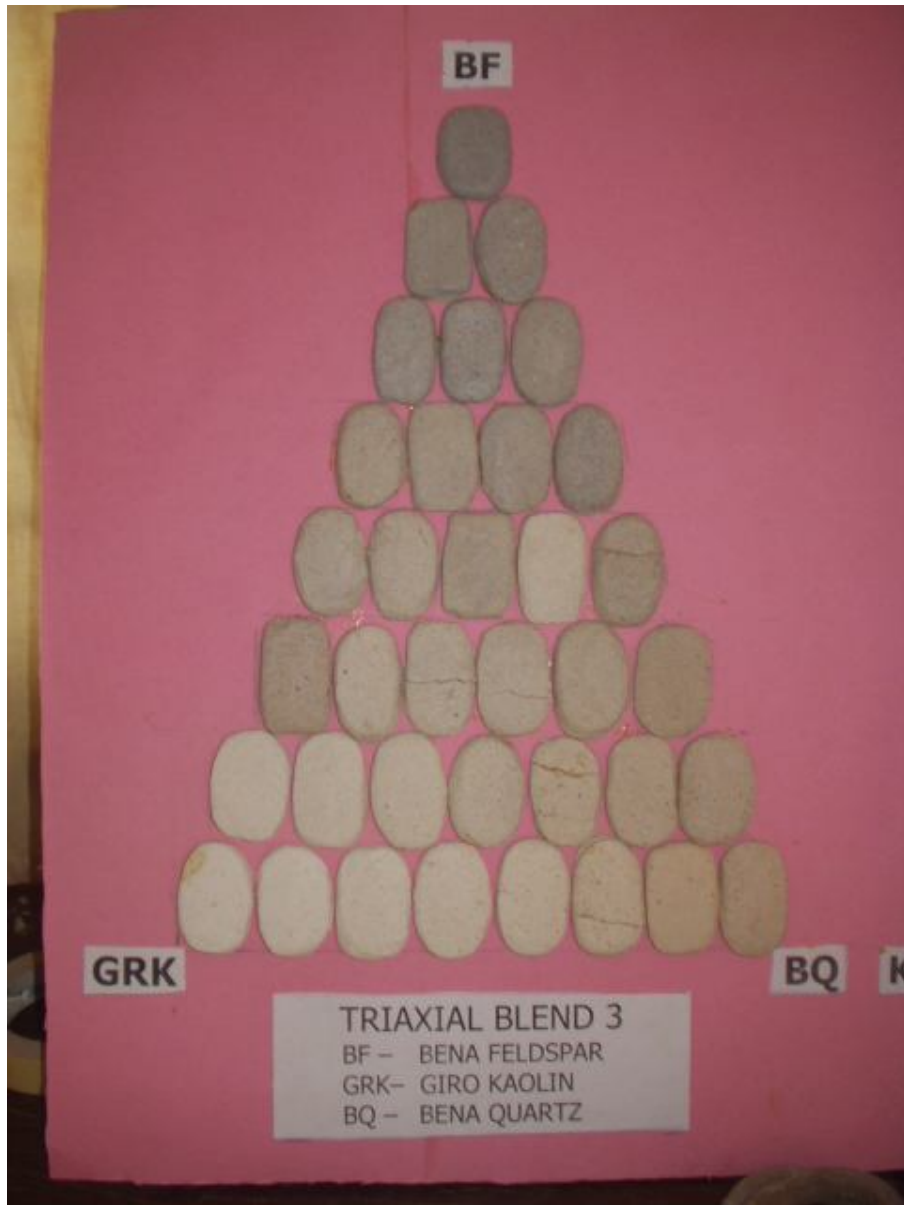 BF
GRK
BQ
K
TRIAXIAL BLEND 3
BF – BENA FELDSPAR
GRK– GIRO KAOLIN
BQ – BENA QUARTZ